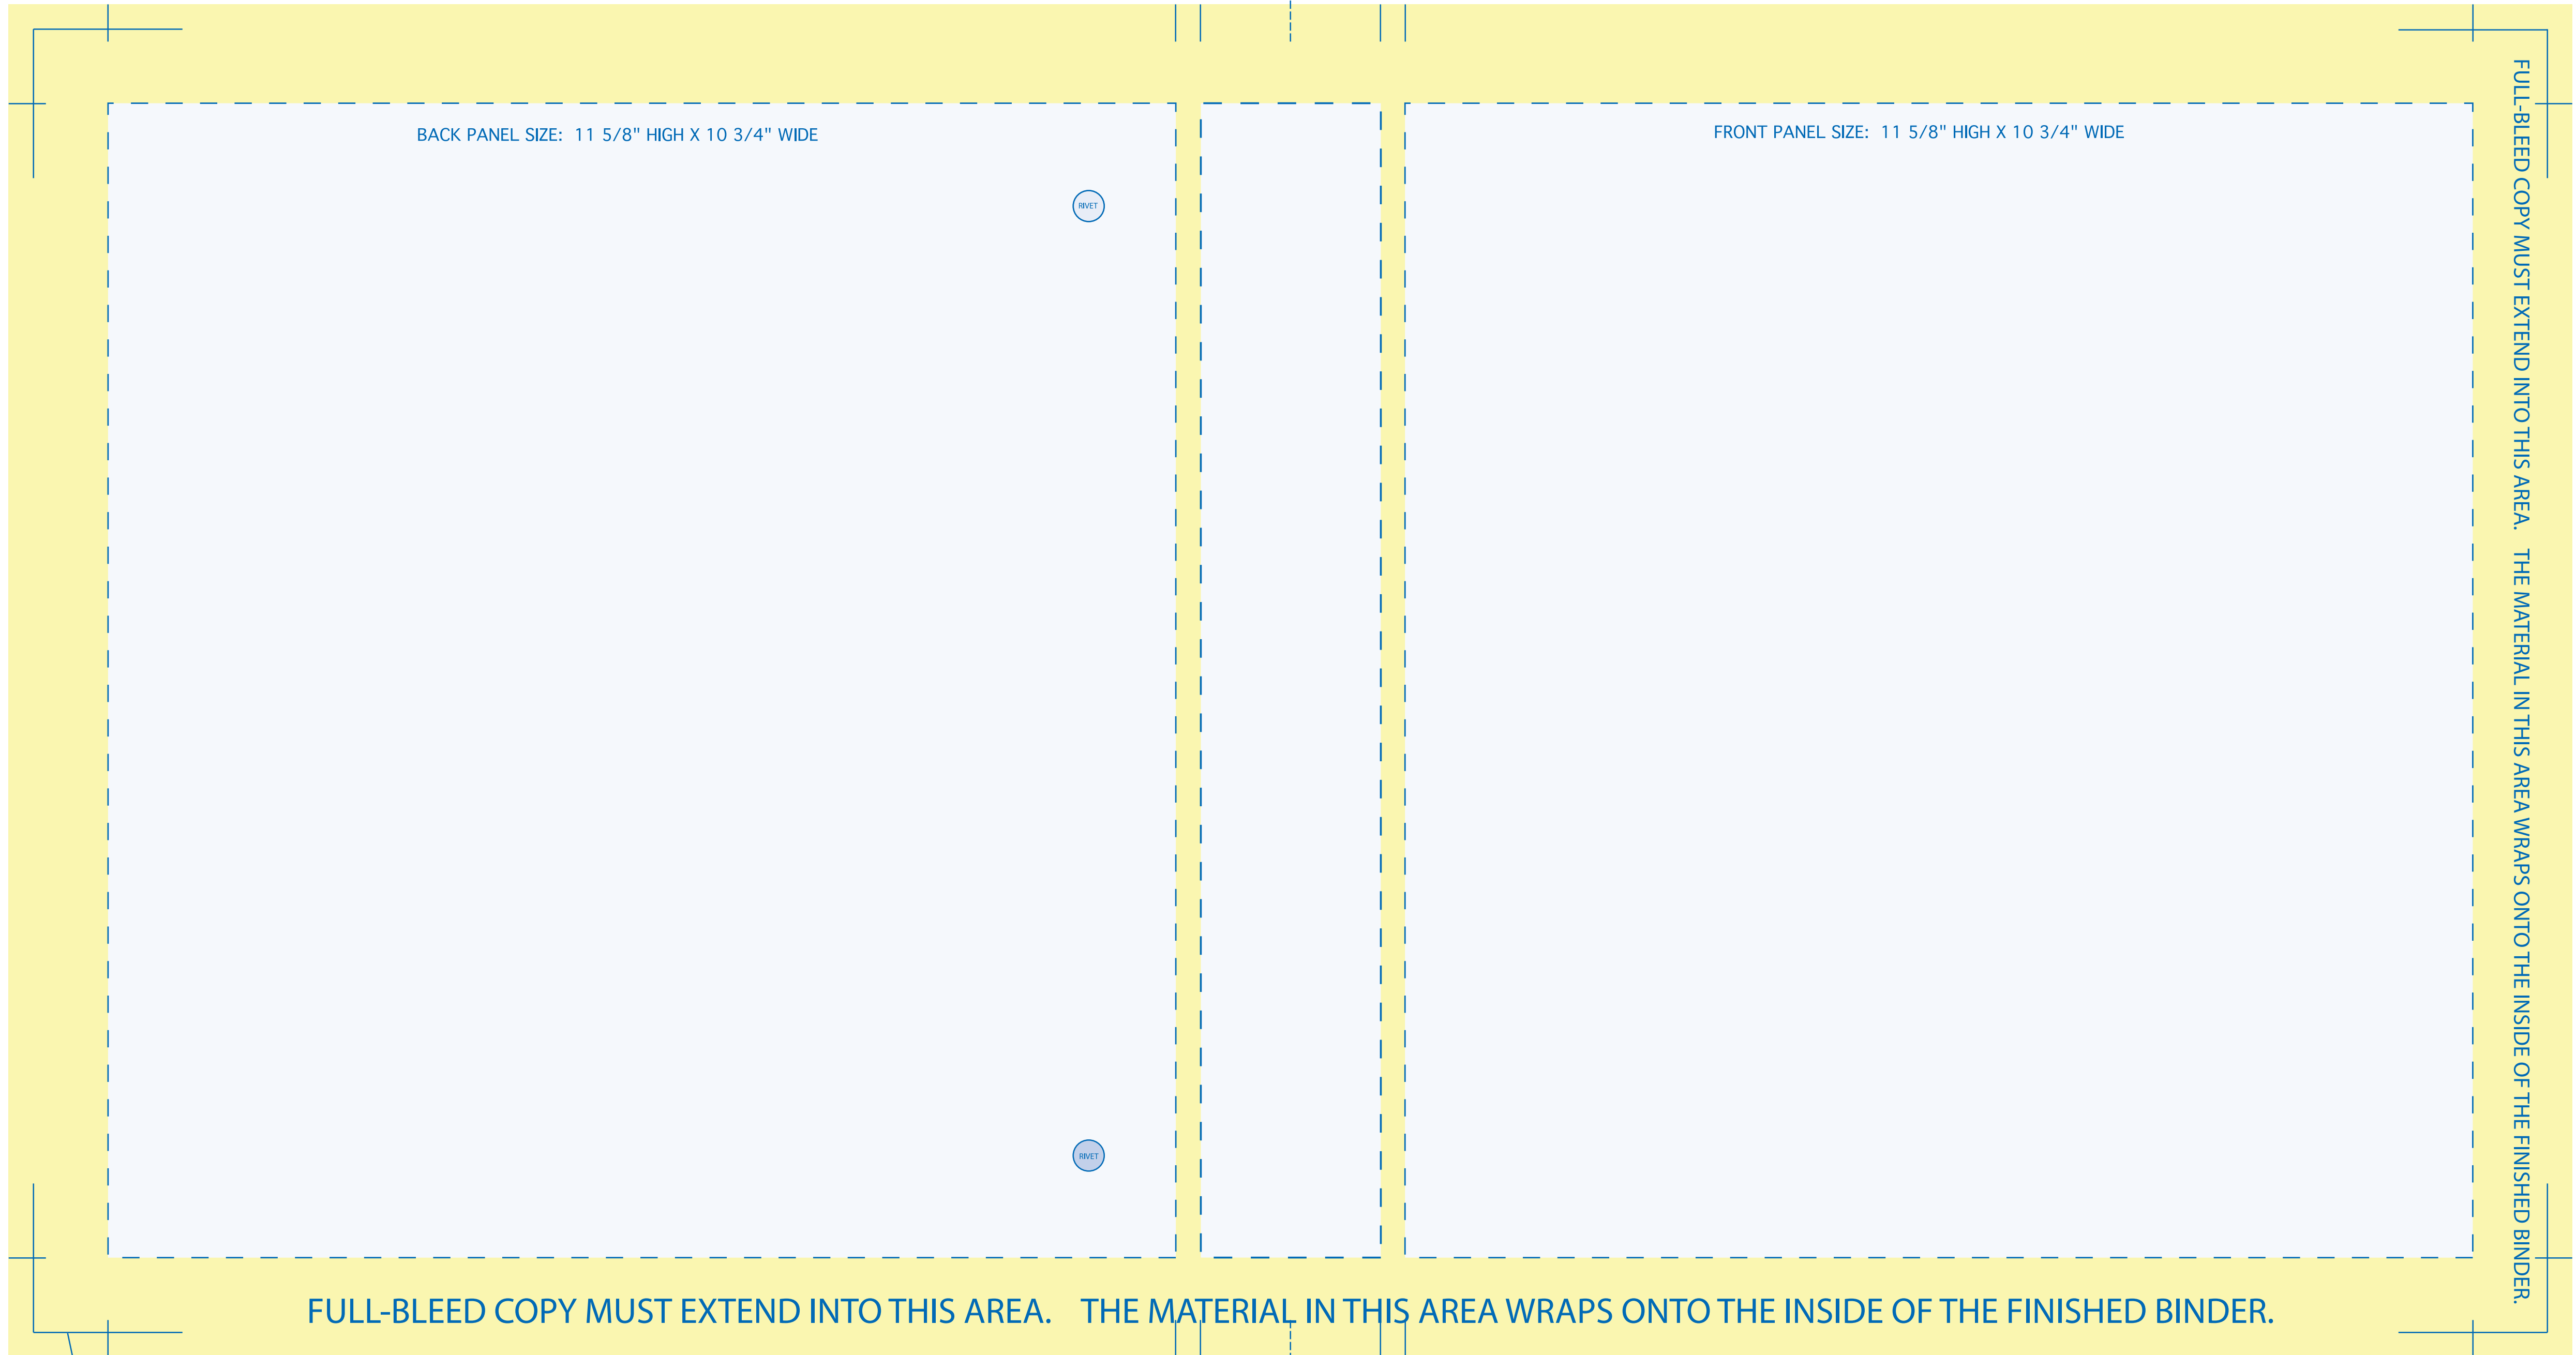 BACK PANEL SIZE:  11 5/8" HIGH X 10 3/4" WIDE
FRONT PANEL SIZE:  11 5/8" HIGH X 10 3/4" WIDE
RIVET
RIVET
FULL-BLEED COPY MUST EXTEND INTO THIS AREA.    THE MATERIAL IN THIS AREA WRAPS ONTO THE INSIDE OF THE FINISHED BINDER.
FULL-BLEED COPY MUST EXTEND INTO THIS AREA.    THE MATERIAL IN THIS AREA WRAPS ONTO THE INSIDE OF THE FINISHED BINDER.